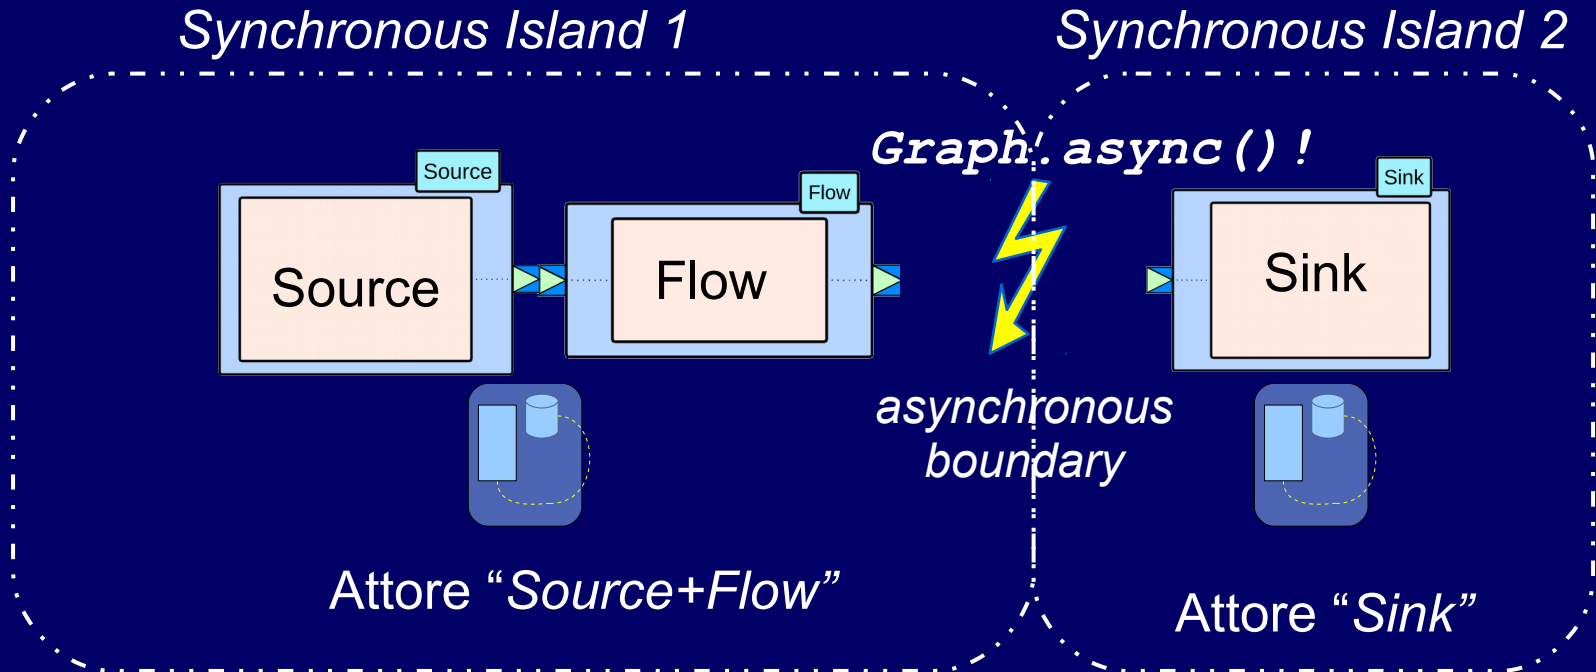 Synchronous Island 1
Synchronous Island 2
Graph.async()!
Source
Flow
Sink
Source
Flow
Sink
asynchronous
boundary
Attore “Source+Flow”
Attore “Sink”